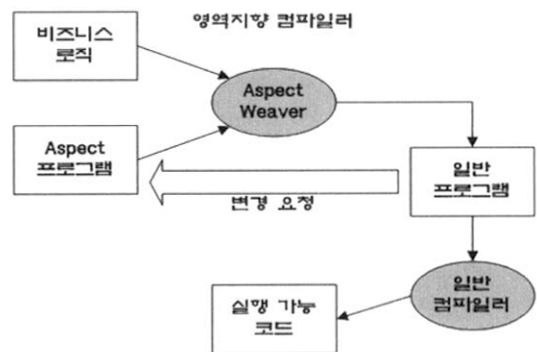 영역지향 컴파일러
비즈니스
로직
Aspect
Weaver
Aspect
프로그램
일반
프로그램
변경 요청
일반
컴파일러
실행 가능
코드